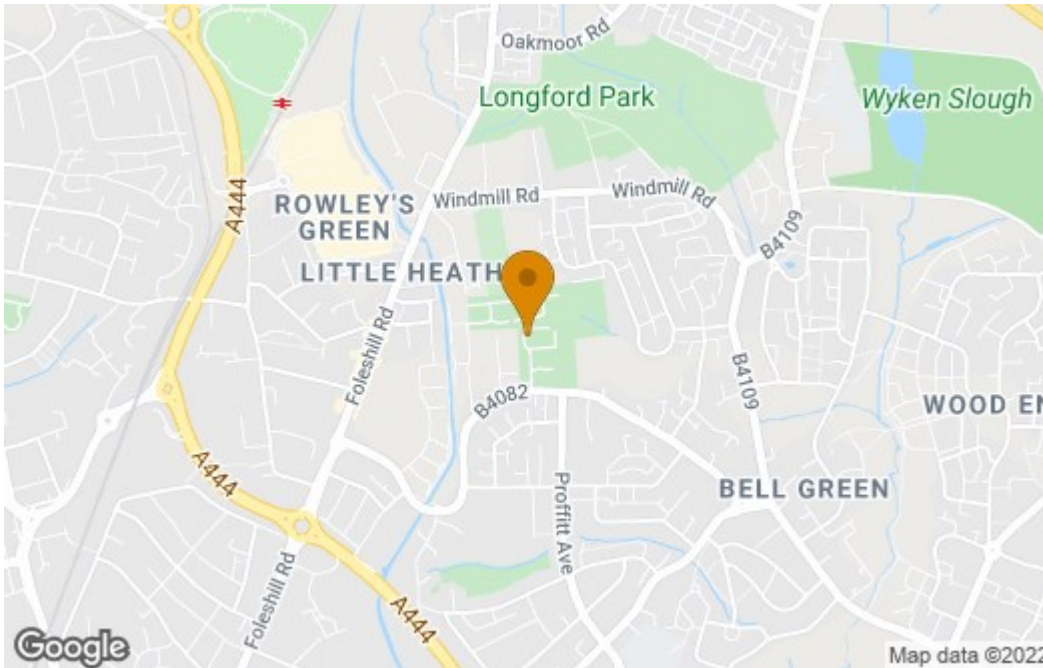 Oakmoor Rd
Longford Park
Wyken Slough
A444
Windmill Rd
Windmill Rd
ROWLEY'S
GREEN
B4109
LITTLE HEATH
Foleshill Rd
B4109
B4082
WOOD EN
A444
BELL GREEN
Proffitt Ave
Foleshill Rd
A444
Google
Map data ©2022